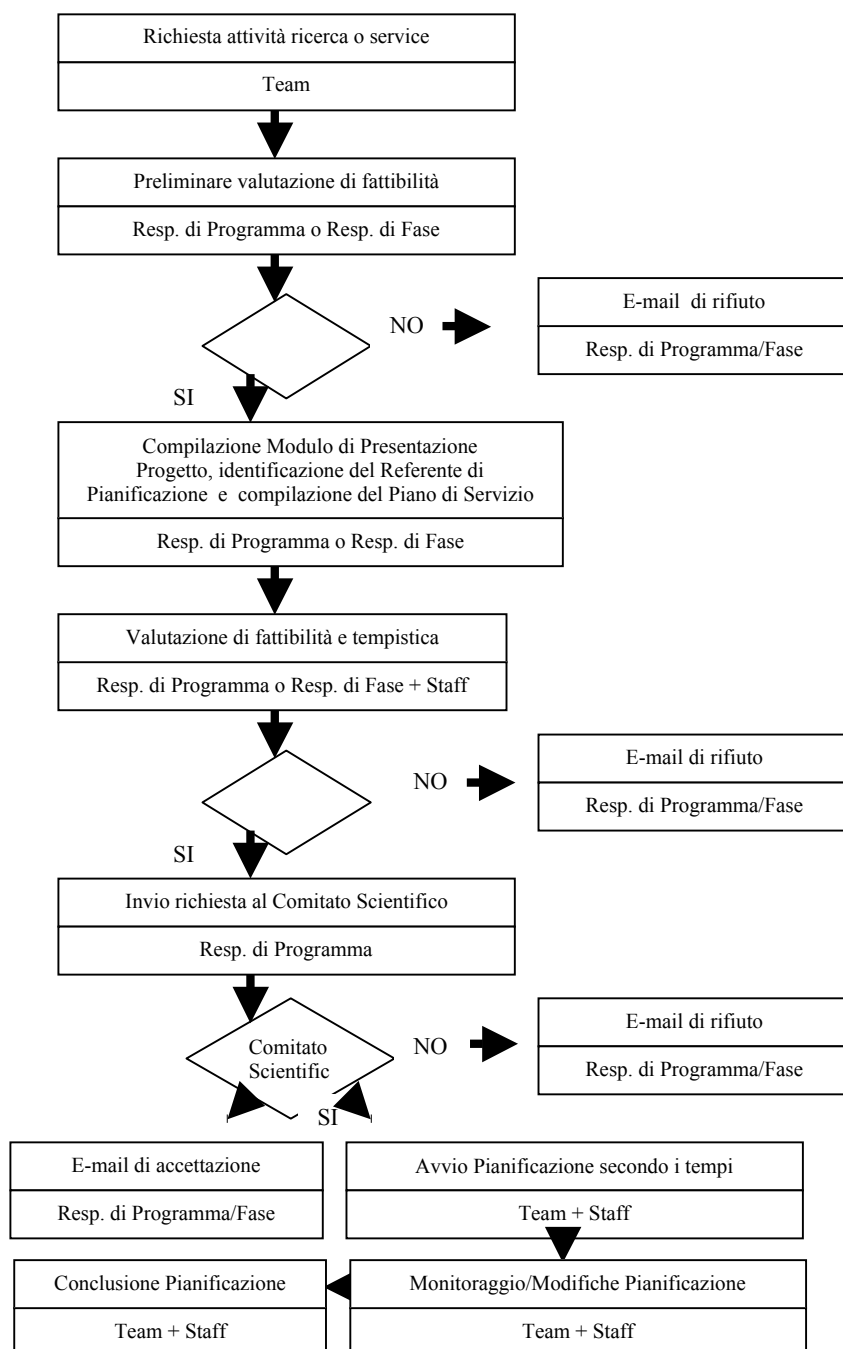 Richiesta attività ricerca o service
Team
Preliminare valutazione di fattibilità
Resp. di Programma o Resp. di Fase
NO
E-mail di rifiuto
Resp. di Programma/Fase
SI
Compilazione Modulo di Presentazione
Progetto, identificazione del Referente di
Pianificazione e compilazione del Piano di Servizio
Resp. di Programma o Resp. di Fase
Valutazione di fattibilità e tempistica
Resp. di Programma o Resp. di Fase + Staff
NO
E-mail di rifiuto
Resp. di Programma/Fase
SI
Invio richiesta al Comitato Scientifico
Resp. di Programma
Comitato
Scientific
NO
E-mail di rifiuto
Resp. di Programma/Fase
SI
E-mail di accettazione
Resp. di Programma/Fase
Avvio Pianificazione secondo i tempi
Team + Staff
Conclusione Pianificazione
Team + Staff
Monitoraggio/Modifiche Pianificazione
Team + Staff